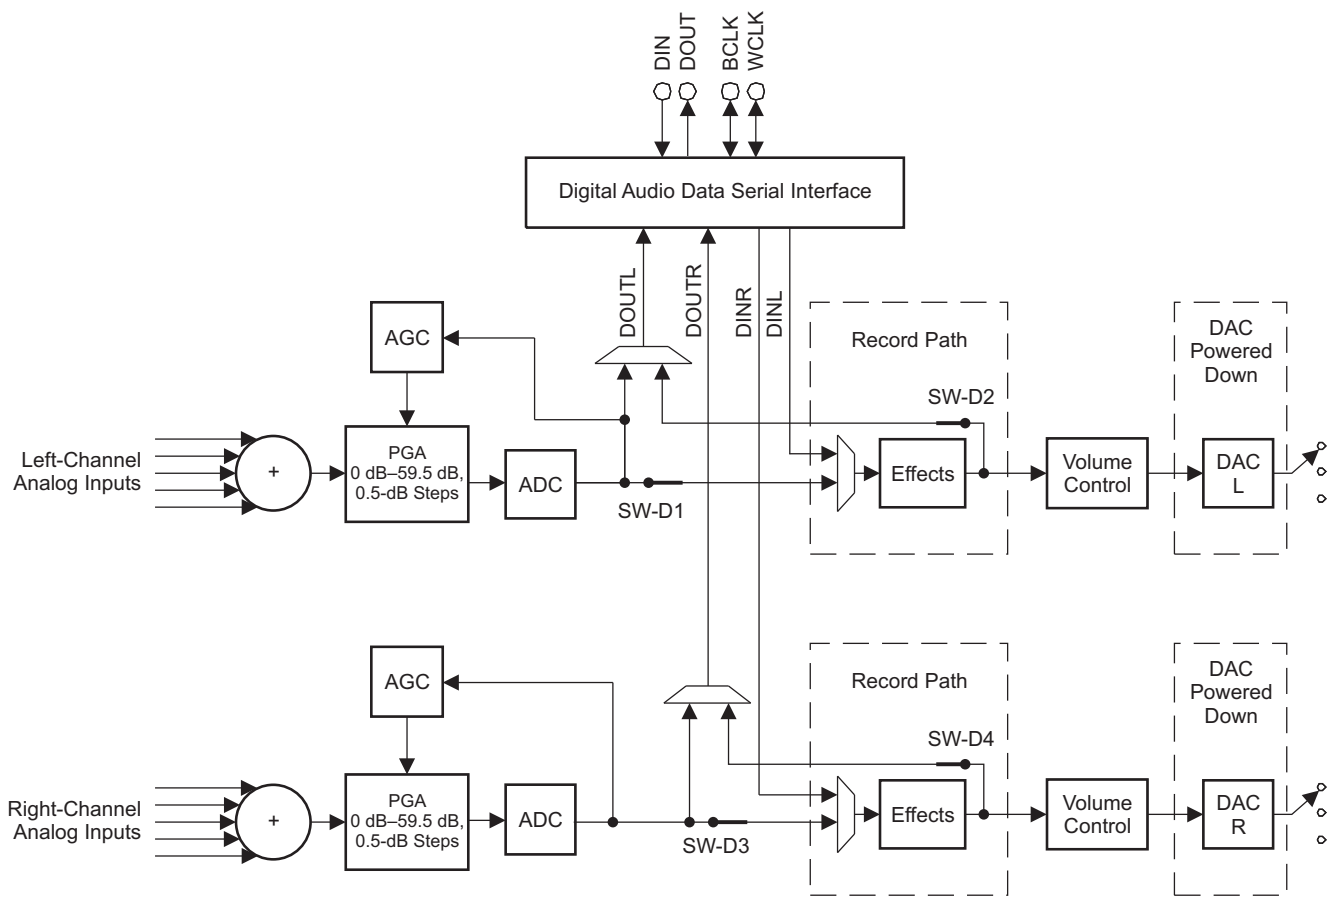 DIN
DOUT
BCLK
WCLK
Digital Audio Data Serial Interface
DOUTL
DOUTR
DINR
DINL
AGC
Record Path
DAC
Powered
Down
SW-D2
Left-Channel
Analog Inputs
+
PGA
0 dB–59.5 dB,
0.5-dB Steps
ADC
SW-D1
Effects
Volume
Control
DAC
L
AGC
Record Path
DAC
Powered
Down
SW-D4
Right-Channel
Analog Inputs
+
PGA
0 dB–59.5 dB,
0.5-dB Steps
ADC
SW-D3
Effects
Volume
Control
DAC
R